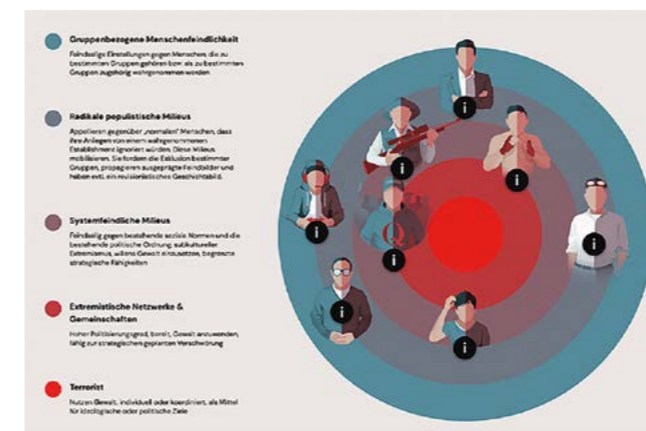 Gruppenbezogene Menschenfeindlichkeit
Feindselige Einstellungen gegen Menschen, die zu
bestimmten Gruppen gehören bzw. als zu bestimmten
Gruppen zugehörig wahrgenommen werden
Radikale populistische Milieus
Appellieren gegenüber „normalen" Menschen, dass
ihre Anliegen von einem wahrgenommenen
Establishment ignoriert würden. Diese Milieus
mobilisieren. Sie fordern die Exklusion bestimmter
Gruppen, propagieren ausgeprägte Feindbilder und
haben evtl. ein revisionistisches Geschichtsbild.
Systemfeindliche Milieus
Feindselig gegen bestehende soziale Normen und die
bestehende politische Ordnung, subkultureller
Extremismus, willens Gewalt einzusetzen, begrenzte
strategische Fähigkeiten
Extremistische Netzwerke &
Gemeinschaften
Hoher Politisierungsgrad, bereit, Gewalt anzuwenden,
fähig zur strategischen geplanten Verschwörung
Terrorist
Nutzen Gewalt, individuell oder koordiniert, als Mittel
für ideologische oder politische Ziele
i
i
i
i
Q
i
i
i
i